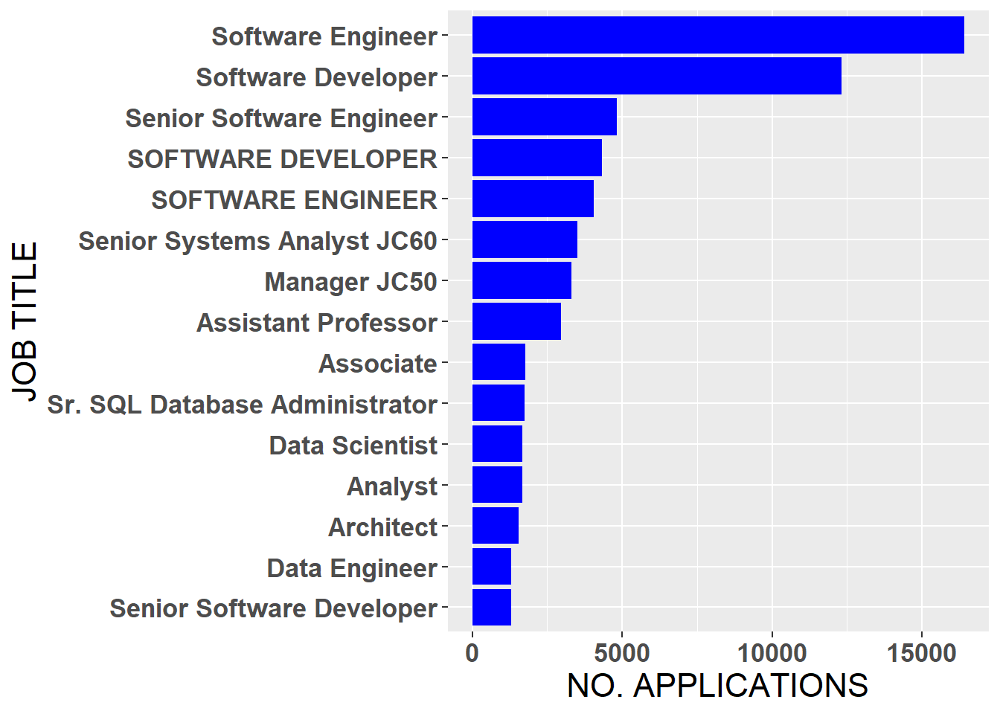 Software Engineer
Software Developer
Senior Software Engineer
SOFTWARE DEVELOPER
SOFTWARE ENGINEER
Senior Systems Analyst JC60
Manager JC50
Assistant Professor
Associate
Sr. SQL Database Administrator
Data Scientist
Analyst
Architect
Data Engineer
Senior Software Developer
JOB TITLE
0 5000 10000 15000
NO. APPLICATIONS